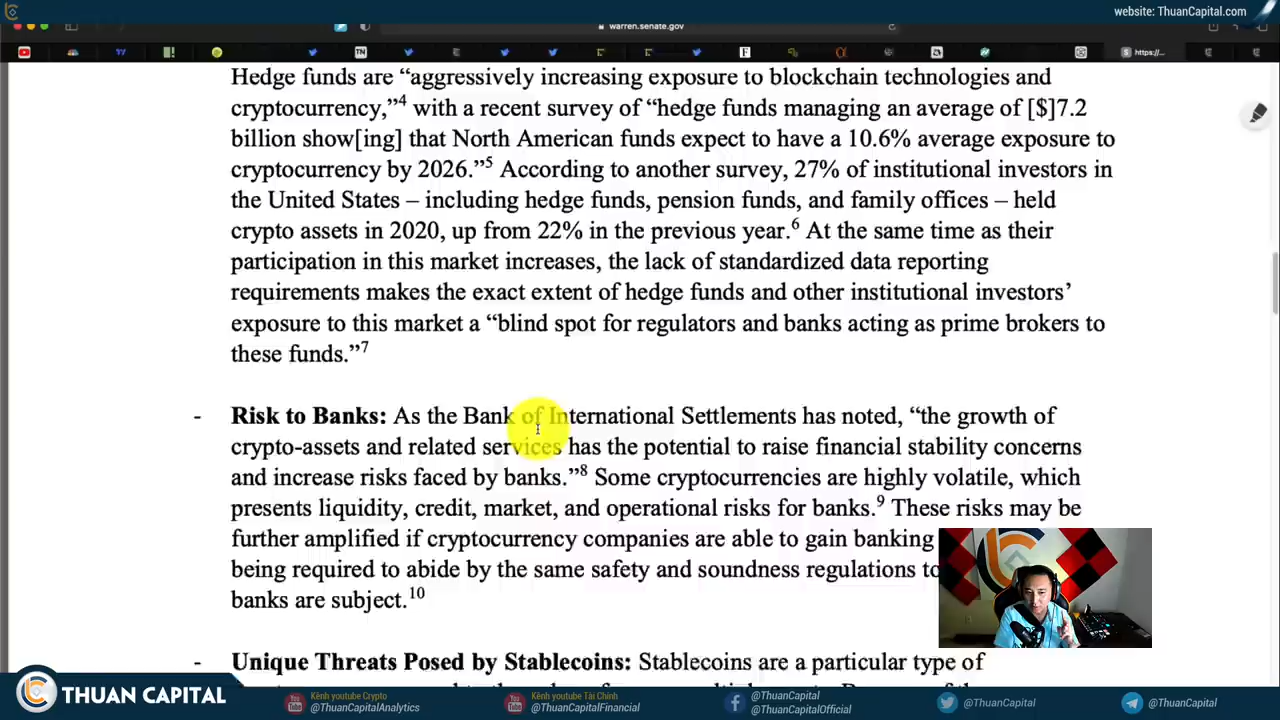 website: ThuanCapital.com
warren.senate.gov
https://...
Hedge funds are “aggressively increasing exposure to blockchain technologies and
cryptocurrency,”4 with a recent survey of “hedge funds managing an average of [$]7.2
billion show[ing] that North American funds expect to have a 10.6% average exposure to
cryptocurrency by 2026.”5 According to another survey, 27% of institutional investors in
the United States – including hedge funds, pension funds, and family offices – held
crypto assets in 2020, up from 22% in the previous year.6 At the same time as their
participation in this market increases, the lack of standardized data reporting
requirements makes the exact extent of hedge funds and other institutional investors’
exposure to this market a “blind spot for regulators and banks acting as prime brokers to
these funds.”7
- Risk to Banks: As the Bank of International Settlements has noted, “the growth of
crypto-assets and related services has the potential to raise financial stability concerns
and increase risks faced by banks.”8 Some cryptocurrencies are highly volatile, which
presents liquidity, credit, market, and operational risks for banks.9 These risks may be
further amplified if cryptocurrency companies are able to gain banking
being required to abide by the same safety and soundness regulations
banks are subject.10
- Unique Threats Posed by Stablecoins: Stablecoins are a particular type of
THUAN CAPITAL
Kênh youtube Crypto
@ThuanCapitalAnalytics
Kênh youtube Tài Chính
@ThuanCapitalFinancial
@ThuanCapital
@ThuanCapitalOfficial
@ThuanCapital
@ThuanCapital